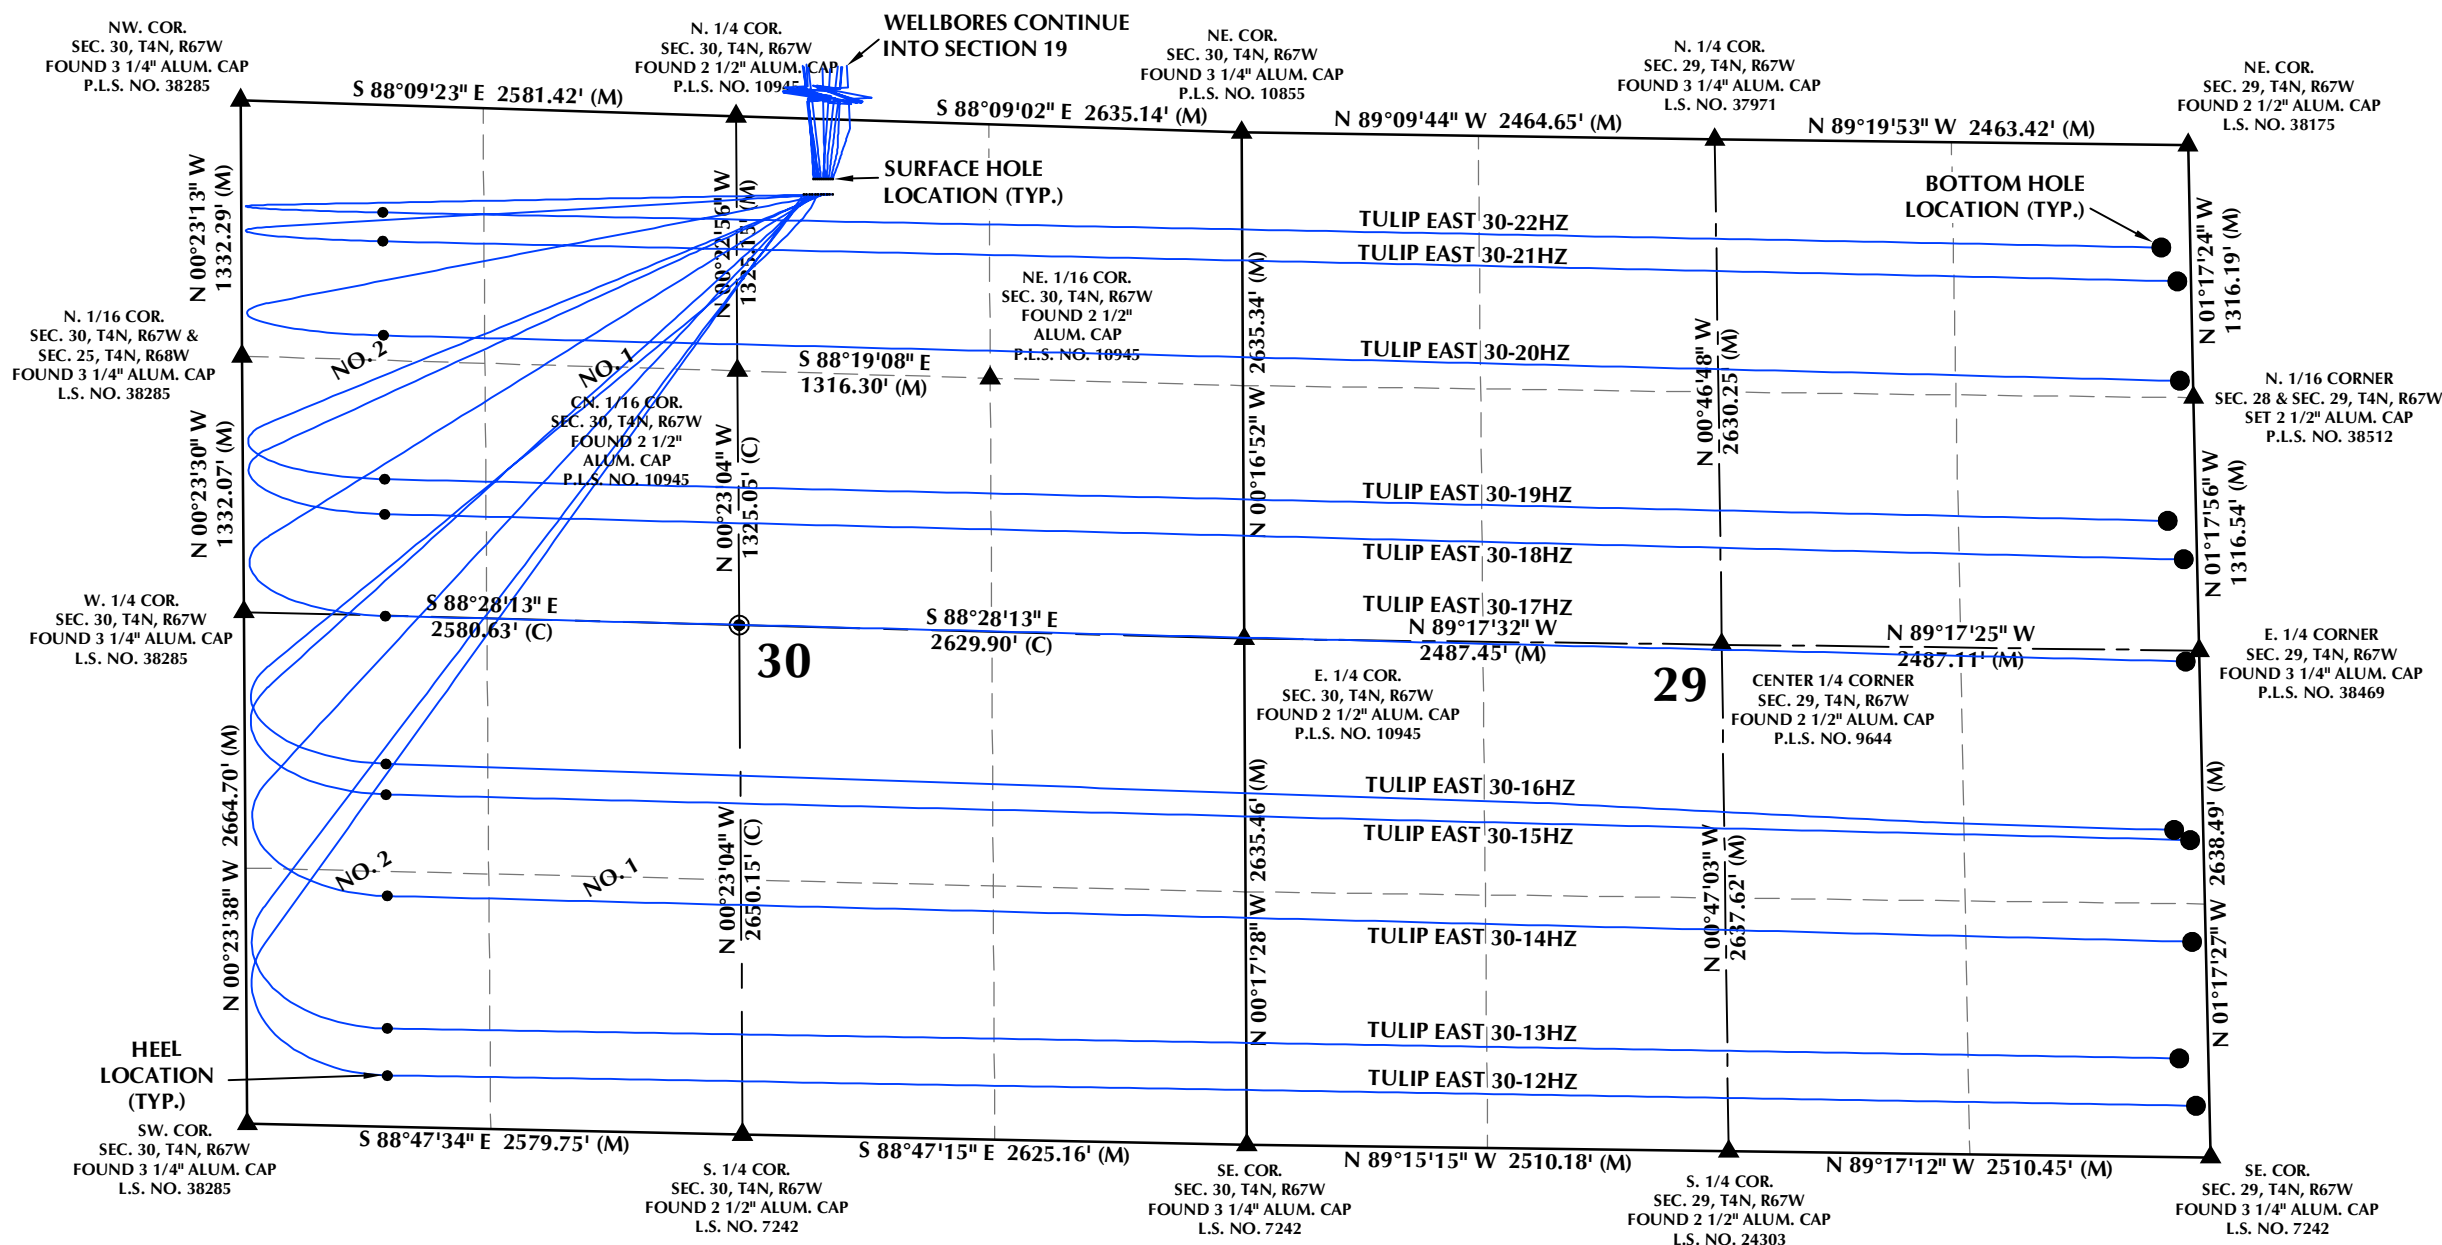 NW. COR.
SEC. 30, T4N, R67W
FOUND 3 1/4" ALUM. CAP
P.L.S. NO. 38285
N. 1/4 COR.
SEC. 30, T4N, R67W
FOUND 2 1/2" ALUM. CAP
P.L.S. NO. 10945
WELLBORES CONTINUE
INTO SECTION 19
NE. COR.
SEC. 30, T4N, R67W
FOUND 3 1/4" ALUM. CAP
P.L.S. NO. 10855
N. 1/4 COR.
SEC. 29, T4N, R67W
FOUND 3 1/4" ALUM. CAP
L.S. NO. 37971
NE. COR.
SEC. 29, T4N, R67W
FOUND 2 1/2" ALUM. CAP
L.S. NO. 38175
S 88°09'23" E 2581.42' (M)
S 88°09'02" E 2635.14' (M)
N 89°09'44" W 2464.65' (M)
N 89°19'53" W 2463.42' (M)
N 00°23'13" W
1332.29' (M)
N 00°22'56" W
1325.15' (M)
SURFACE HOLE
LOCATION (TYP.)
BOTTOM HOLE
LOCATION (TYP.)
N 01°17'24" W
1316.19' (M)
TULIP EAST 30-22HZ
TULIP EAST 30-21HZ
NE. 1/16 COR.
SEC. 30, T4N, R67W
FOUND 2 1/2"
ALUM. CAP
P.L.S. NO. 10945
N 00°16'52" W 2635.34' (M)
N 00°46'48" W
2630.25' (M)
N. 1/16 COR.
SEC. 30, T4N, R67W &
SEC. 25, T4N, R68W
FOUND 3 1/4" ALUM. CAP
L.S. NO. 38285
NO. 2
NO. 1
S 88°19'08" E
1316.30' (M)
TULIP EAST 30-20HZ
N. 1/16 CORNER
SEC. 28 & SEC. 29, T4N, R67W
SET 2 1/2" ALUM. CAP
P.L.S. NO. 38512
CN. 1/16 COR.
SEC. 30, T4N, R67W
FOUND 2 1/2"
ALUM. CAP
P.L.S. NO. 10945
N 00°23'30" W
1332.07' (M)
N 00°23'04" W
1325.05' (C)
TULIP EAST 30-19HZ
TULIP EAST 30-18HZ
N 01°17'56" W
1316.54' (M)
W. 1/4 COR.
SEC. 30, T4N, R67W
FOUND 3 1/4" ALUM. CAP
L.S. NO. 38285
S 88°28'13" E
2580.63' (C)
30
S 88°28'13" E
2629.90' (C)
TULIP EAST 30-17HZ
N 89°17'32" W
2487.45' (M)
29
N 89°17'25" W
2487.11' (M)
E. 1/4 CORNER
SEC. 29, T4N, R67W
FOUND 3 1/4" ALUM. CAP
P.L.S. NO. 38469
E. 1/4 COR.
SEC. 30, T4N, R67W
FOUND 2 1/2" ALUM. CAP
P.L.S. NO. 10945
CENTER 1/4 CORNER
SEC. 29, T4N, R67W
FOUND 2 1/2" ALUM. CAP
P.L.S. NO. 9644
N 00°23'38" W 2664.70' (M)
N 00°23'04" W
2650.15' (C)
N 00°17'28" W 2635.46' (M)
N 00°47'03" W
2637.62' (M)
N 01°17'27" W 2638.49' (M)
TULIP EAST 30-16HZ
TULIP EAST 30-15HZ
NO. 2
NO. 1
TULIP EAST 30-14HZ
TULIP EAST 30-13HZ
HEEL
LOCATION
(TYP.)
TULIP EAST 30-12HZ
SW. COR.
SEC. 30, T4N, R67W
FOUND 3 1/4" ALUM. CAP
L.S. NO. 38285
S 88°47'34" E 2579.75' (M)
S 88°47'15" E 2625.16' (M)
N 89°15'15" W 2510.18' (M)
N 89°17'12" W 2510.45' (M)
S. 1/4 COR.
SEC. 30, T4N, R67W
FOUND 2 1/2" ALUM. CAP
L.S. NO. 7242
SE. COR.
SEC. 30, T4N, R67W
FOUND 3 1/4" ALUM. CAP
L.S. NO. 7242
S. 1/4 COR.
SEC. 29, T4N, R67W
FOUND 2 1/2" ALUM. CAP
L.S. NO. 24303
SE. COR.
SEC. 29, T4N, R67W
FOUND 3 1/4" ALUM. CAP
L.S. NO. 7242